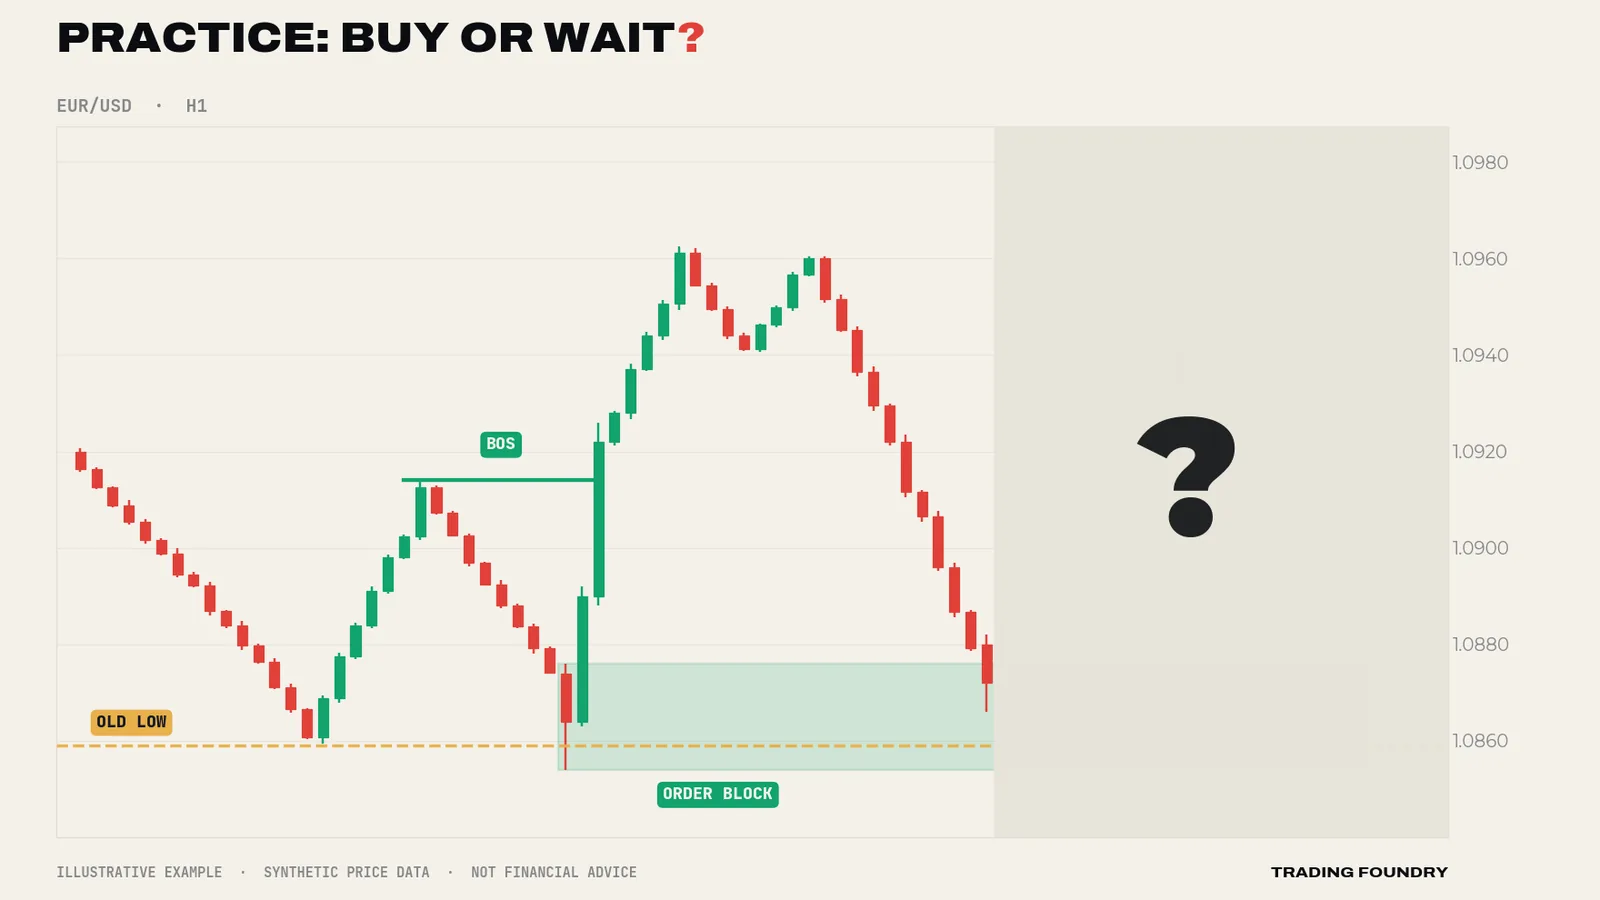 PRACTICE: BUY OR WAIT?
EUR/USD · H1
1.0980
1.0960
1.0940
BOS
1.0920
?
1.0900
1.0880
OLD LOW
1.0860
ORDER BLOCK
ILLUSTRATIVE EXAMPLE · SYNTHETIC PRICE DATA · NOT FINANCIAL ADVICE
TRADING FOUNDRY